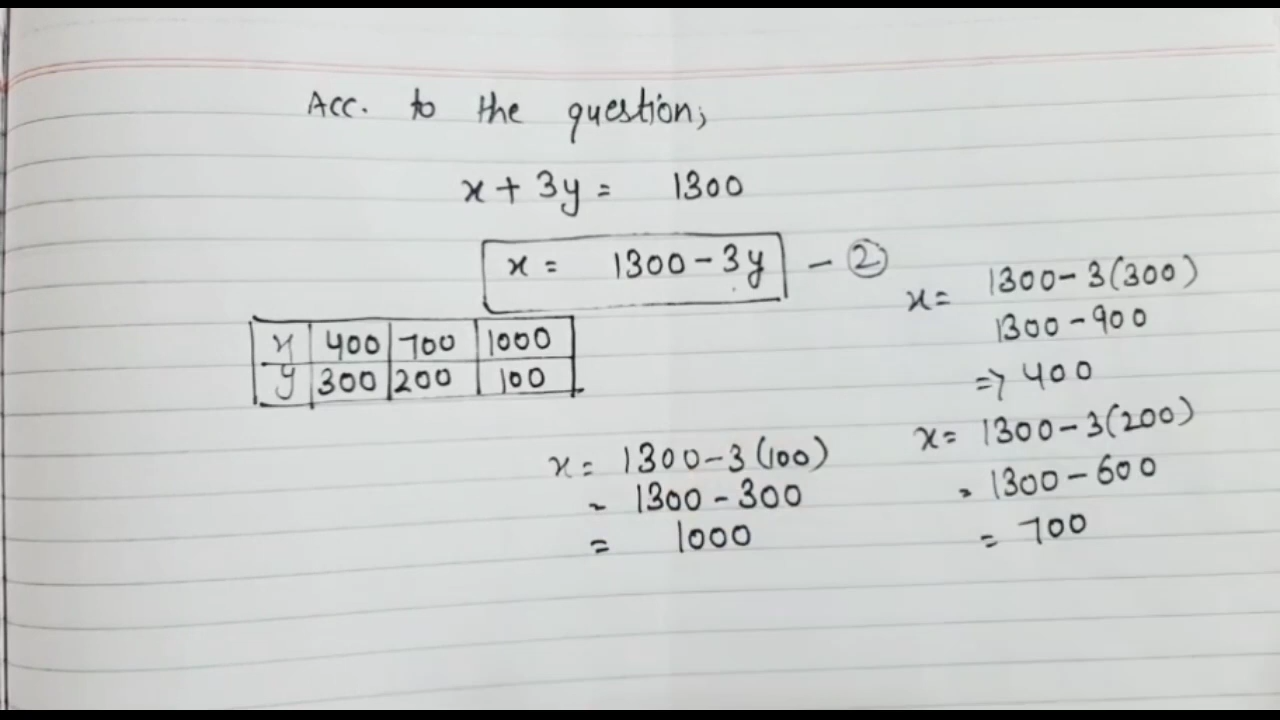 Acc. to the question,
x + 3y = 1300
x = 1300 - 3y - ②
x 400 700 1000
y 300 200 100
x = 1300 - 3(300)
1300 - 900
=> 400
x = 1300 - 3(200)
= 1300 - 600
= 700
x = 1300 - 3(100)
= 1300 - 300
= 1000